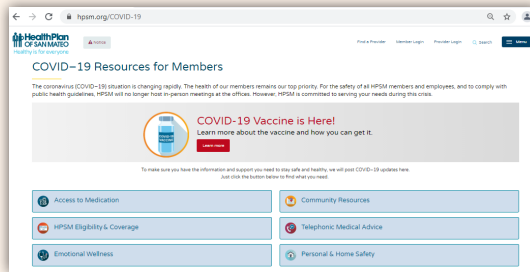 hpsm.org/COVID-19
HealthPlan
OF SAN MATEO
Healthy is for everyone
Notice
Find a Provider
Member Login
Provider Login
Search
Menu
COVID–19 Resources for Members
The coronavirus (COVID–19) situation is changing rapidly. The health of our members remains our top priority. For the safety of all HPSM members and employees, and to comply with
public health guidelines, HPSM will no longer host in-person meetings at the offices. However, HPSM is committed to serving your needs during this crisis.
COVID-19 Vaccine is Here!
Learn more about the vaccine and how you can get it.
Learn more
To make sure you have the information and support you need to stay safe and healthy, we will post COVID–19 updates here.
Just click the button below to find what you need
Access to Medication
Community Resources
HPSM Eligibility & Coverage
Telephonic Medical Advice
Emotional Wellness
Personal & Home Safety